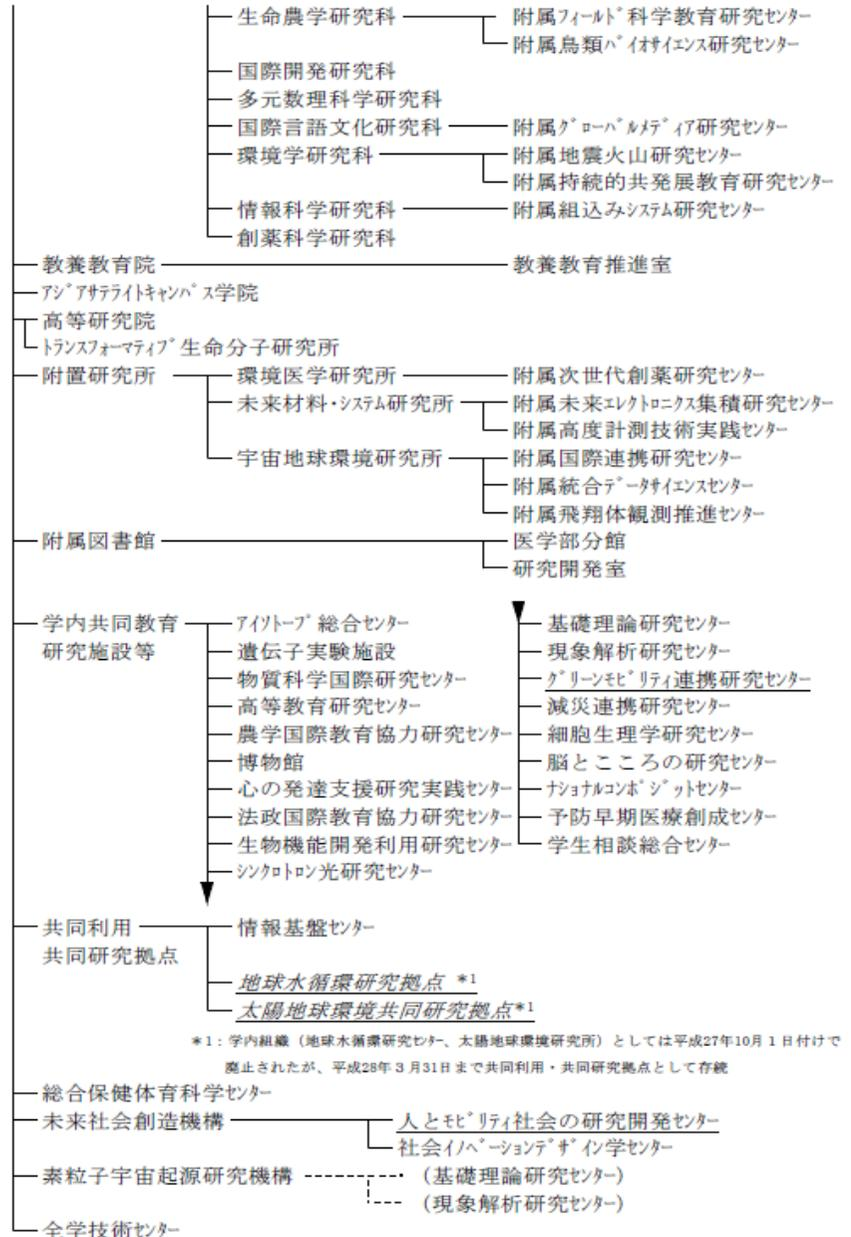 生命農学研究科 附属フィールド科学教育研究センター
附属鳥類バイオサイエンス研究センター
国際開発研究科
多元数理科学研究科
国際言語文化研究科 附属グローバルメディア研究センター
環境学研究科 附属地震火山研究センター
附属持続的共発展教育研究センター
情報科学研究科 附属組込みシステム研究センター
創薬科学研究科
教養教育院 教養教育推進室
アジアサテライトキャンパス学院
高等研究院
トランスフォーマティブ生命分子研究所
附置研究所 環境医学研究所 附属次世代創薬研究センター
未来材料・システム研究所 附属未来エレクトロニクス集積研究センター
附属高度計測技術実践センター
宇宙地球環境研究所 附属国際連携研究センター
附属統合データサイエンスセンター
附属飛翔体観測推進センター
附属図書館 医学部分館
研究開発室
学内共同教育 アイソトープ総合センター 基礎理論研究センター
研究施設等 遺伝子実験施設 現象解析研究センター
物質科学国際研究センター グリーンモビリティ連携研究センター
高等教育研究センター 減災連携研究センター
農学国際教育協力研究センター 細胞生理学研究センター
博物館 脳とこころの研究センター
心の発達支援研究実践センター ナショナルコンポジットセンター
法政国際教育協力研究センター 予防早期医療創成センター
生物機能開発利用研究センター 学生相談総合センター
シンクロトロン光研究センター
共同利用 情報基盤センター
共同研究拠点
地球水循環研究拠点 *1
太陽地球環境共同研究拠点*1
*1：学内組織（地球水循環研究センター、太陽地球環境研究所）としては平成27年10月1日付けで
廃止されたが、平成28年3月31日まで共同利用・共同研究拠点として存続
総合保健体育科学センター
未来社会創造機構 人とモビリティ社会の研究開発センター
社会イノベーションデザイン学センター
素粒子宇宙起源研究機構 （基礎理論研究センター）
（現象解析研究センター）
全学技術センター